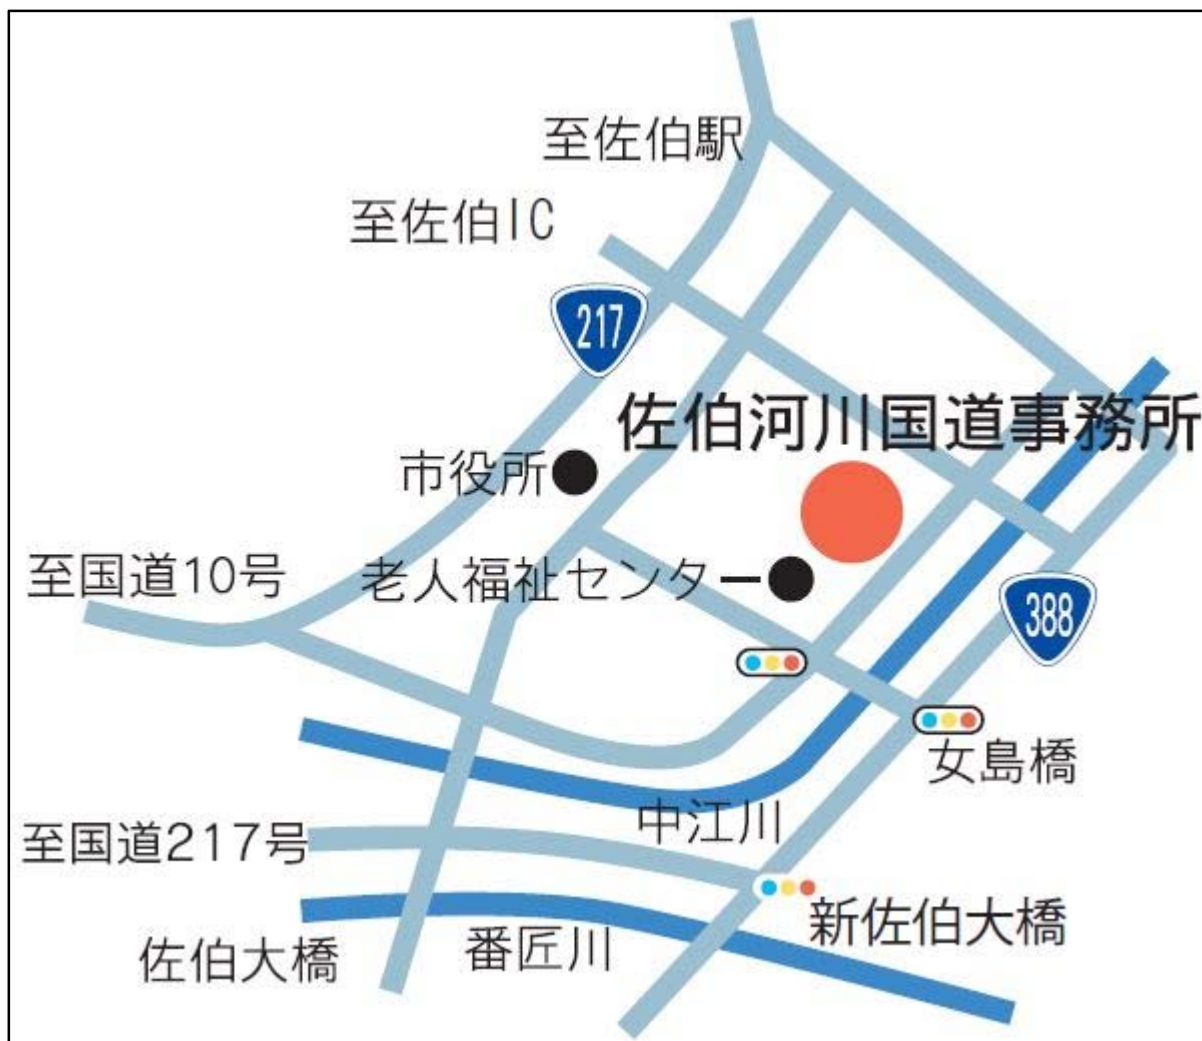 至佐伯駅
至佐伯IC
217
佐伯河川国道事務所
市役所
至国道10号
老人福祉センター
388
女島橋
中江川
至国道217号
新佐伯大橋
番匠川
佐伯大橋